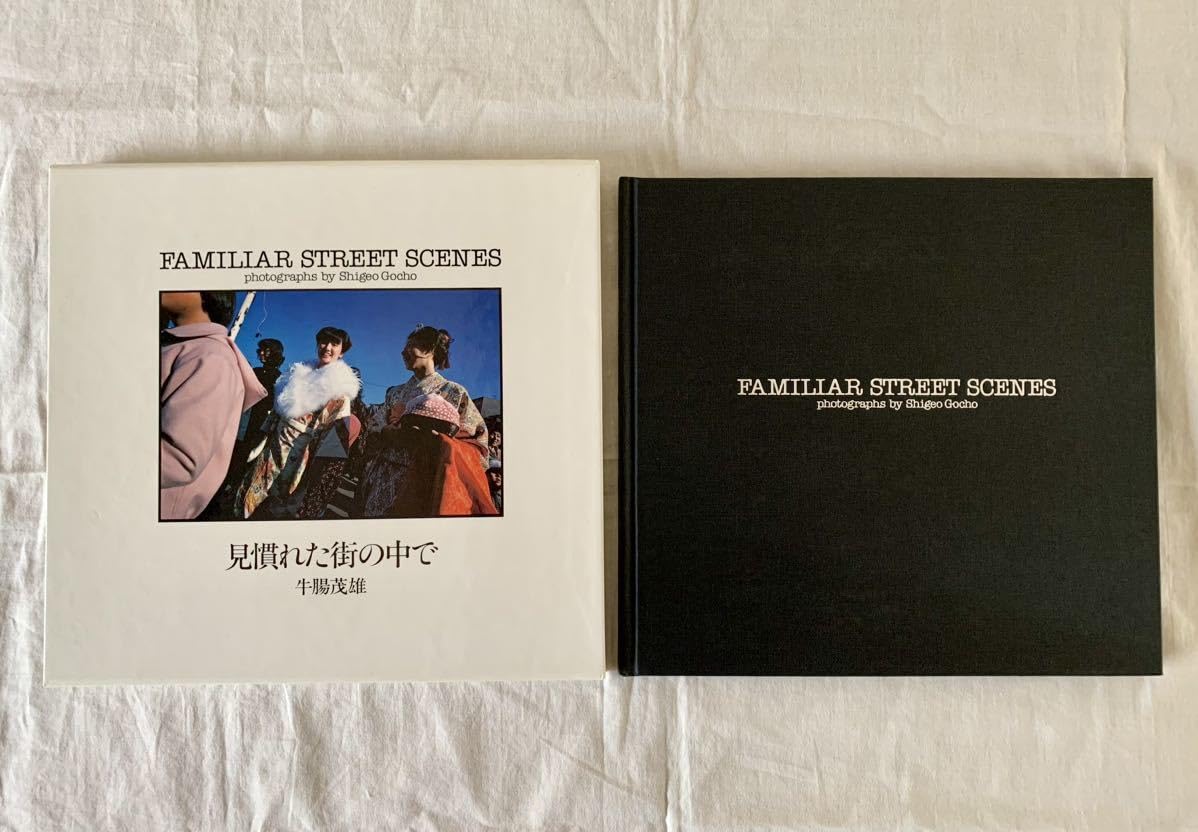 FAMILIAR STREET SCENES
photographs by Shigeo Gocho
見慣れた街の中で
牛腸茂雄
FAMILIAR STREET SCENES
photographs by Shigeo Gocho